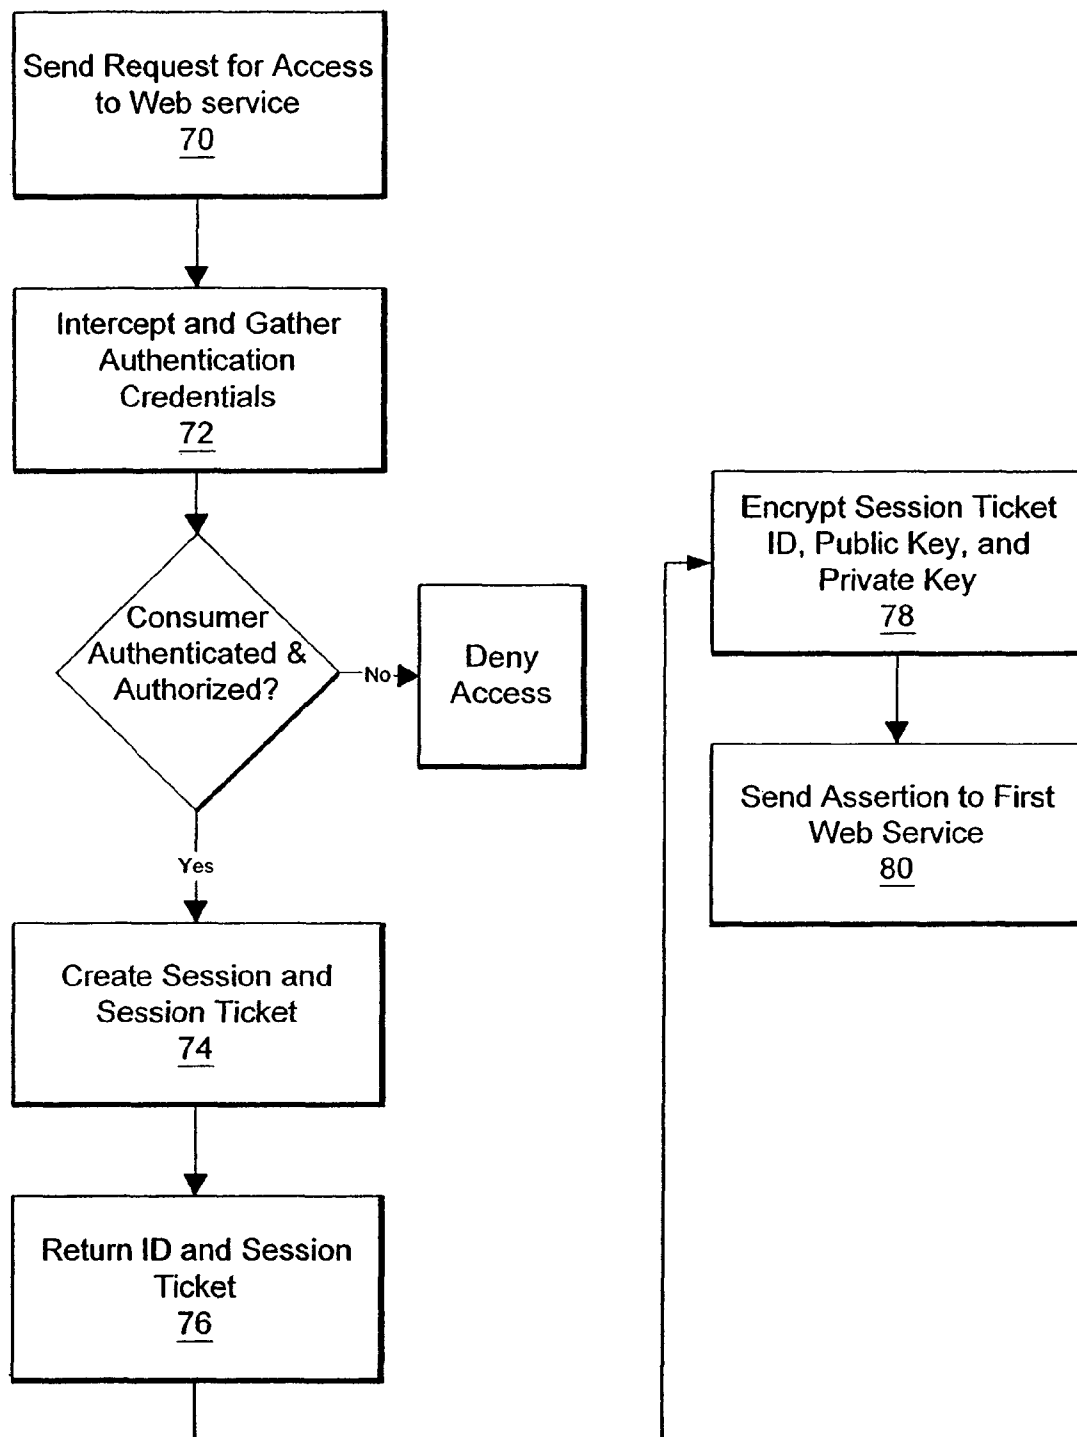 Send Request for Access
to Web service
70
Intercept and Gather
Authentication
Credentials
72
Consumer
Authenticated &
Authorized?
No
Deny
Access
Yes
Create Session and
Session Ticket
74
Return ID and Session
Ticket
76
Encrypt Session Ticket
ID, Public Key, and
Private Key
78
Send Assertion to First
Web Service
80